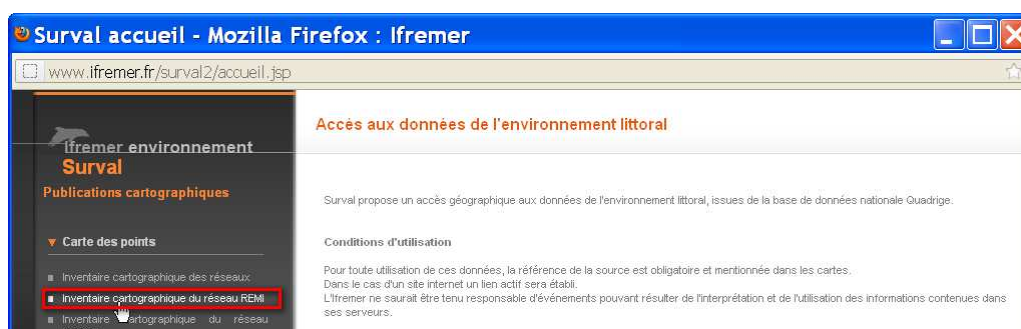 Surval accueil - Mozilla Firefox : Ifremer
www.ifremer.fr/surval2/accueil.jsp
Ifremer environnement
Surval
Publications cartographiques
Carte des points
Inventaire cartographique des réseaux
Inventaire cartographique du réseau REMI
Inventaire cartographique du réseau
Accès aux données de l'environnement littoral
Surval propose un accès géographique aux données de l'environnement littoral, issues de la base de données nationale Quadrige.
Conditions d'utilisation
Pour toute utilisation de ces données, la référence de la source est obligatoire et mentionnée dans les cartes.
Dans le cas d'un site internet un lien actif sera établi.
L'Ifremer ne saurait être tenu responsable d'événements pouvant résulter de l'interprétation et de l'utilisation des informations contenues dans
ses serveurs.